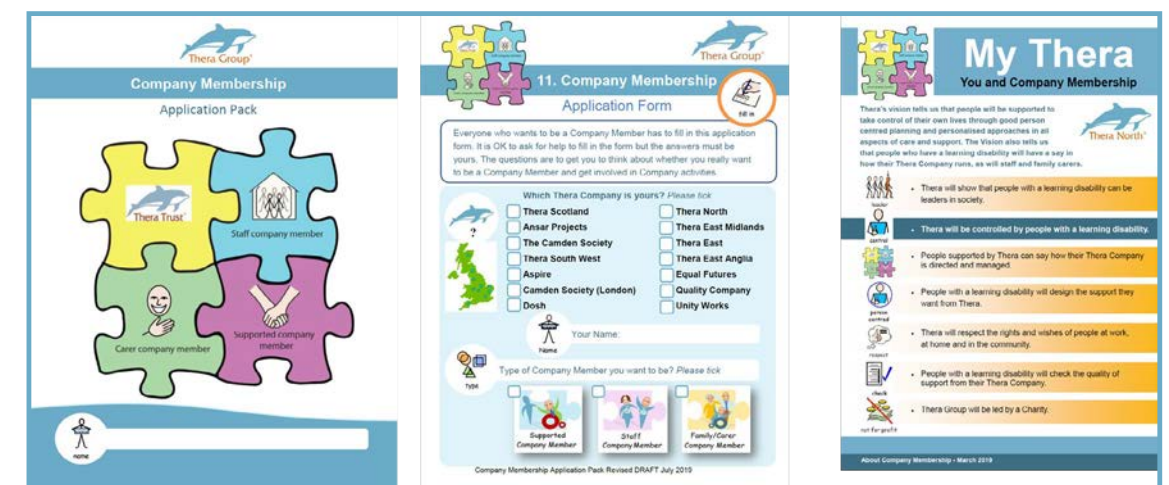 Thera Group
Company Membership
Application Pack
Thera Trust
Staff company member
Carer company member
Supported company
member
name
Thera Group
11. Company Membership
Application Form
fill in
Everyone who wants to be a Company Member has to fill in this application
form. It is OK to ask for help to fill in the form but the answers must be
yours. The questions are to get you to think about whether you really want
to be a Company Member and get involved in Company activities.
Which Thera Company is yours? Please tick
Thera Scotland
Ansar Projects
The Camden Society
Thera South West
Aspire
Camden Society (London)
Dosh
Thera North
Thera East Midlands
Thera East
Thera East Anglia
Equal Futures
Quality Company
Unity Works
?
Name
Your Name:
TYPE
Type of Company Member you want to be? Please tick
Supported
Company Member
Staff
Company Member
Family/Carer
Company Member
Company Membership Application Pack Revised DRAFT July 2019
My Thera
You and Company Membership
Thera's vision tells us that people will be supported to
take control of their own lives through good person
centred planning and personalised approaches in all
aspects of care and support. The Vision also tells us
that people who have a learning disability will have a say in
how their Thera Company runs, as will staff and family carers.
Thera North
leader
• Thera will show that people with a learning disability can be
leaders in society.
control
• Thera will be controlled by people with a learning disability.
• People supported by Thera can say how their Thera Company
is directed and managed.
person
centred
• People with a learning disability will design the support they
want from Thera.
respect
• Thera will respect the rights and wishes of people at work,
at home and in the community.
check
• People with a learning disability will check the quality of
support from their Thera Company.
not for profit
• Thera Group will be led by a Charity.
About Company Membership - March 2019